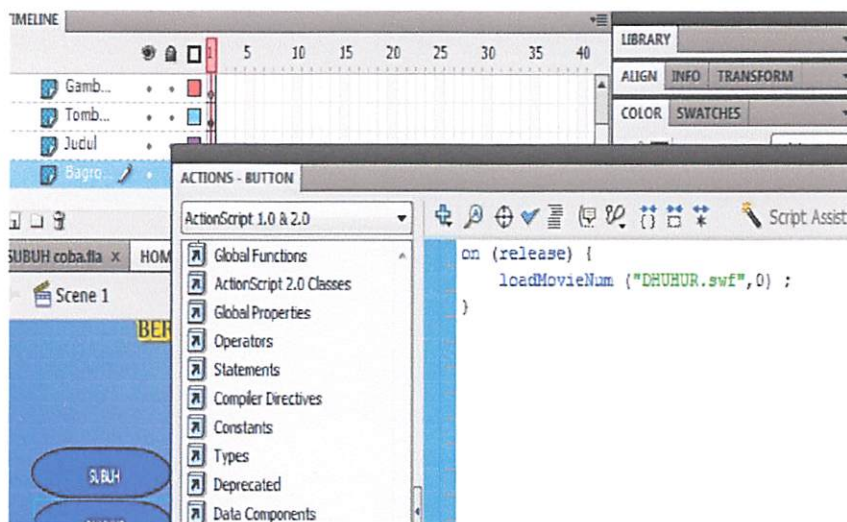 TIMELINE
1 5 10 15 20 25 30 35 40
LIBRARY
ALIGN INFO TRANSFORM
COLOR SWATCHES
Gamb...
Tomb...
Judul
Bagro...
ACTIONS - BUTTON
ActionScript 1.0 & 2.0
Script Assist
SUBUH coba.fla × HOM
Scene 1
BER
SUBUH
Global Functions
ActionScript 2.0 Classes
Global Properties
Operators
Statements
Compiler Directives
Constants
Types
Deprecated
Data Components
on (release) {
loadMovieNum ("DHUHUR.swf",0) ;
}